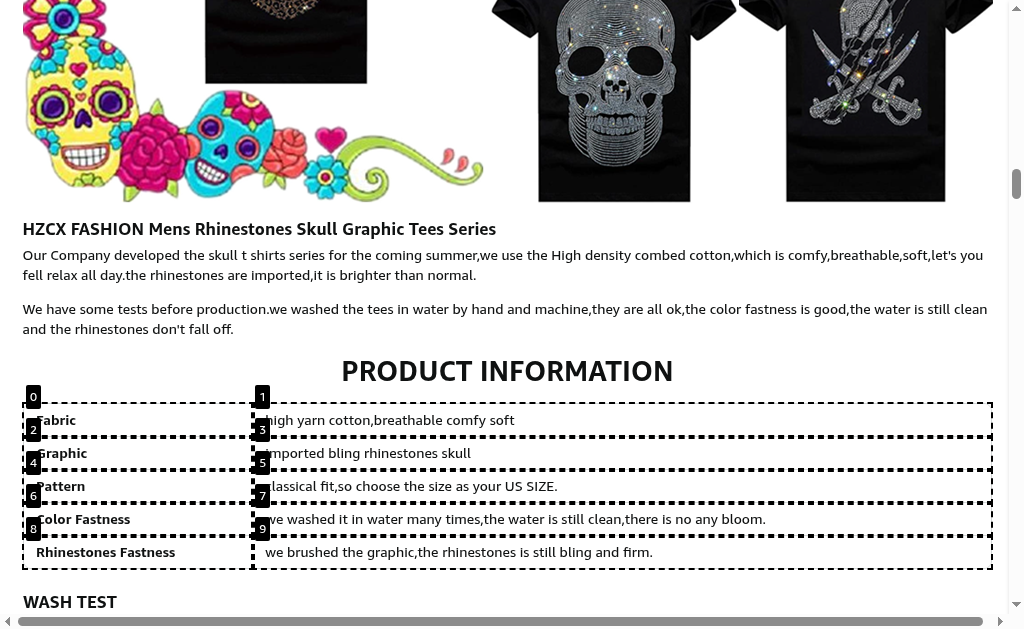 HZCX FASHION Mens Rhinestones Skull Graphic Tees Series
Our Company developed the skull t shirts series for the coming summer,we use the High density combed cotton,which is comfy,breathable,soft,let's you
fell relax all day.the rhinestones are imported,it is brighter than normal.
We have some tests before production.we washed the tees in water by hand and machine,they are all ok,the color fastness is good,the water is still clean
and the rhinestones don't fall off.
PRODUCT INFORMATION
0 1
Fabric high yarn cotton,breathable comfy soft
2 3
Graphic imported bling rhinestones skull
4 5
Pattern classical fit,so choose the size as your US SIZE.
6 7
Color Fastness we washed it in water many times,the water is still clean,there is no any bloom.
8 9
Rhinestones Fastness we brushed the graphic,the rhinestones is still bling and firm.
WASH TEST